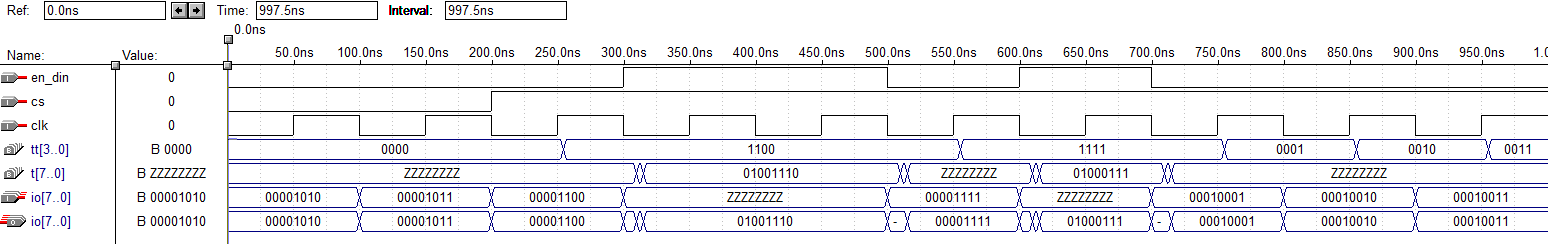 Ref: 0.0ns Time: 997.5ns Interval: 997.5ns
0.0ns
Name: Value: 50.0ns 100.0ns 150.0ns 200.0ns 250.0ns 300.0ns 350.0ns 400.0ns 450.0ns 500.0ns 550.0ns 600.0ns 650.0ns 700.0ns 750.0ns 800.0ns 850.0ns 900.0ns 950.0ns 1.0
en_din 0
cs 0
clk 0
tt[3..0] B 0000 0000 1100 1111 0001 0010 0011
t[7..0] B ZZZZZZZZ ZZZZZZZZ 01001110 ZZZZZZZZ 01000111 ZZZZZZZZ
io[7..0] B 00001010 00001010 00001011 00001100 ZZZZZZZZ 00001111 ZZZZZZZZ 00010001 00010010 00010011
io[7..0] B 00001010 00001010 00001011 00001100 01001110 - 00001111 01000111 - 00010001 00010010 00010011